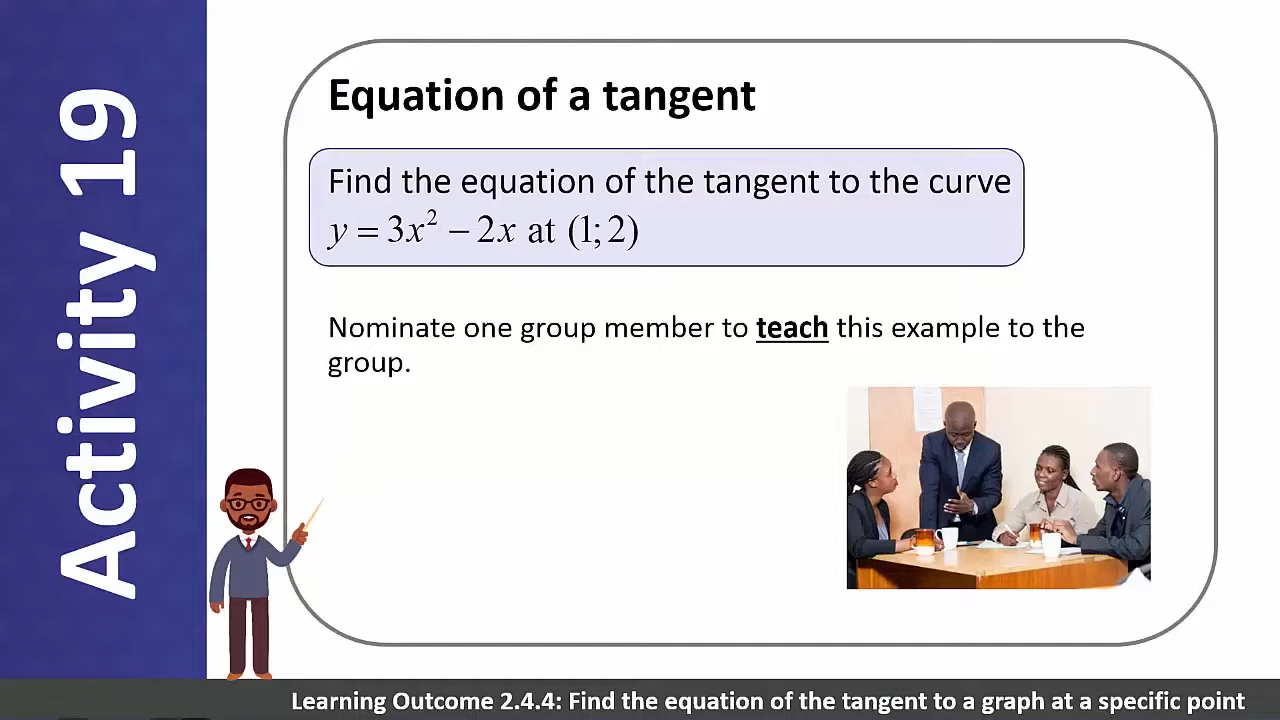 Activity 19
Equation of a tangent
Find the equation of the tangent to the curve
y = 3x² − 2x at (1; 2)
Nominate one group member to teach this example to the
group.
Learning Outcome 2.4.4: Find the equation of the tangent to a graph at a specific point